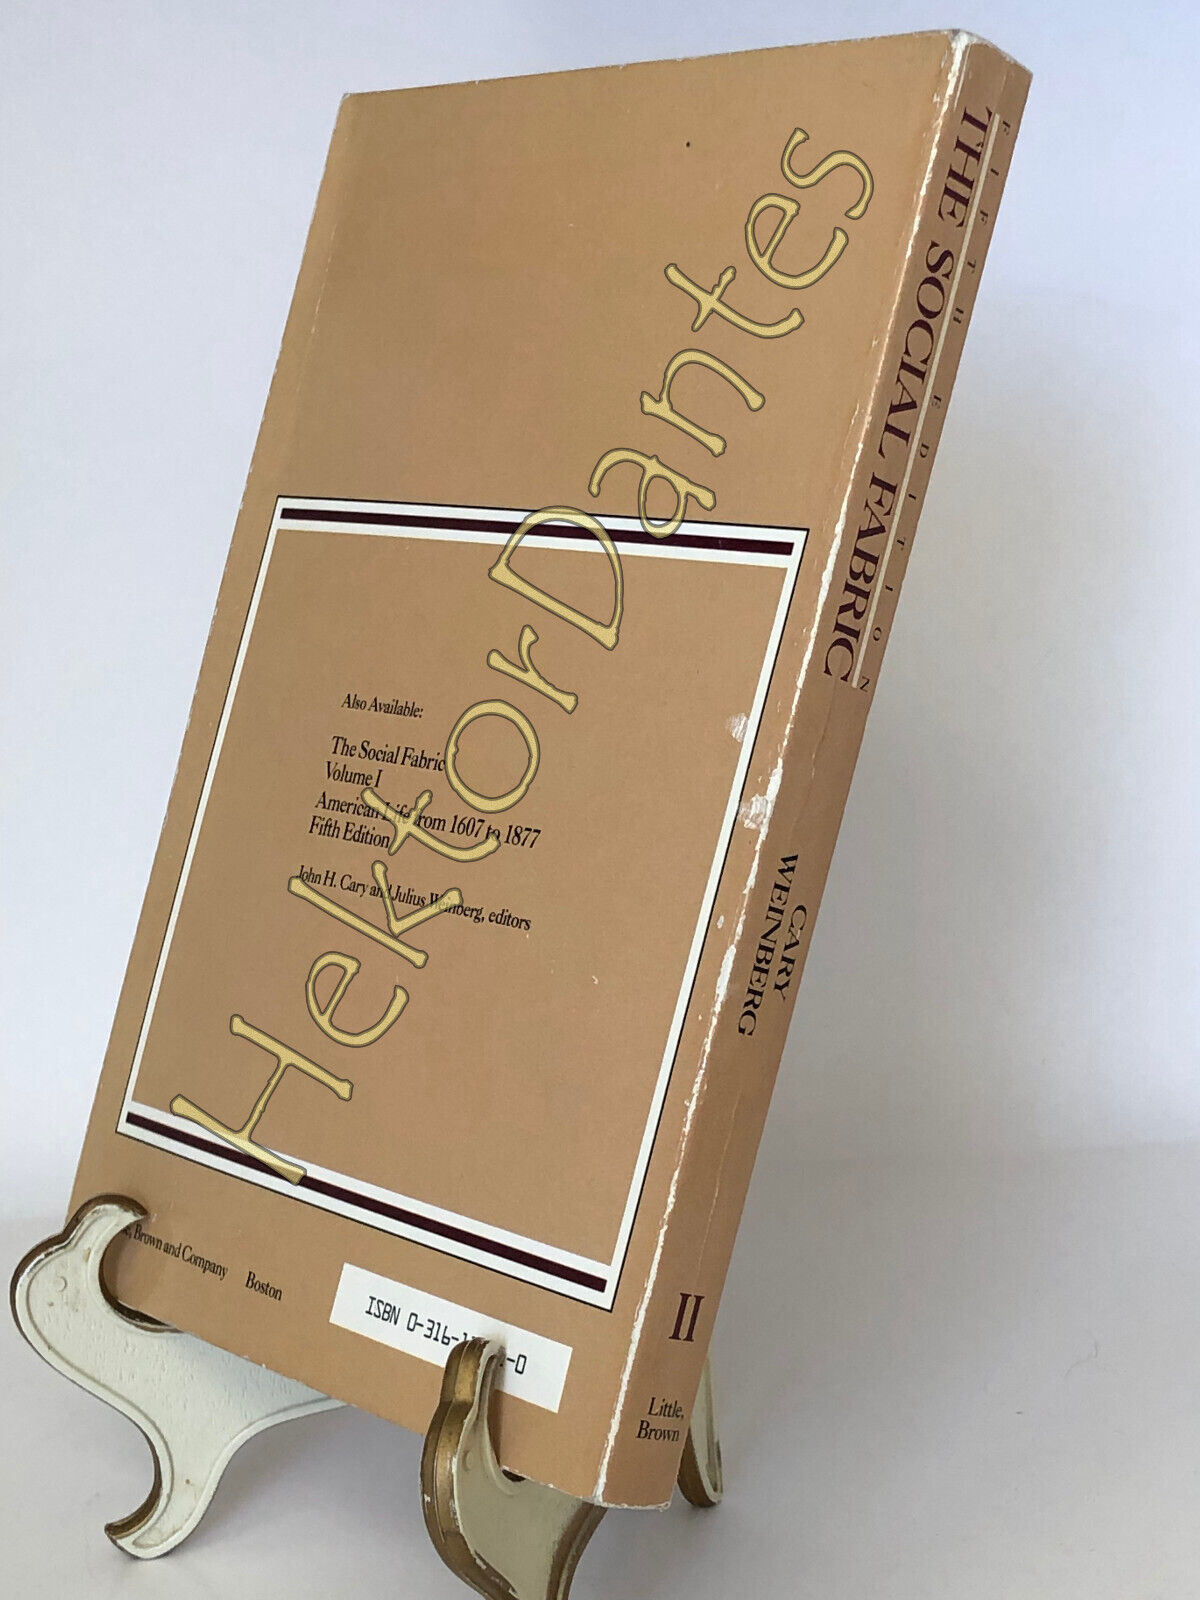 FIFTH EDITION
THE SOCIAL FABRIC
CARY
WEINBERG
II
Little,
Brown
Also Available:
The Social Fabric
Volume I
American Life from 1607 to 1877
Fifth Edition
John H. Cary and Julius Weinberg, editors
Brown and Company Boston
ISBN 0-316-
HektorDantes